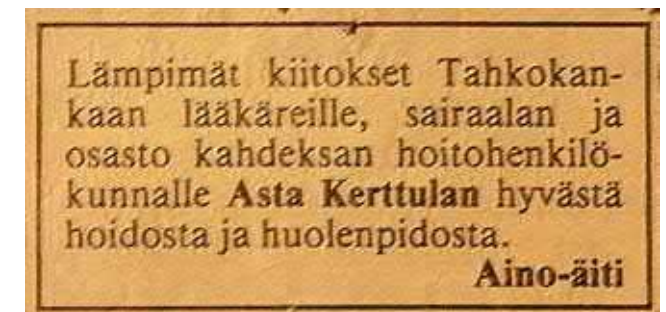 Lämpimät kiitokset Tahkokan-
kaan lääkäreille, sairaalan ja
osasto kahdeksan hoitohenkilö-
kunnalle Asta Kerttulan hyvästä
hoidosta ja huolenpidosta.
Aino-äiti